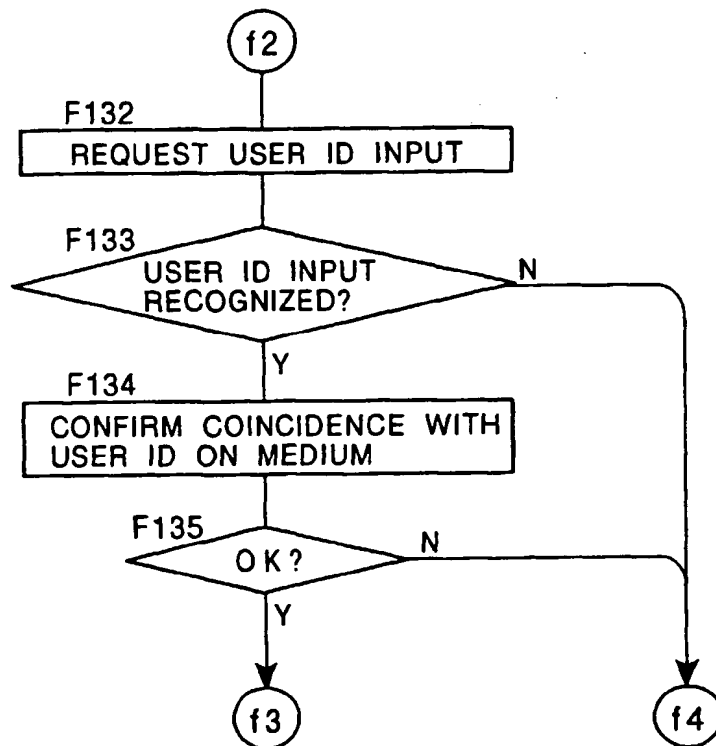 f2
F132
REQUEST USER ID INPUT
F133
USER ID INPUT
RECOGNIZED?
N
Y
F134
CONFIRM COINCIDENCE WITH
USER ID ON MEDIUM
F135
OK?
N
Y
f3
f4